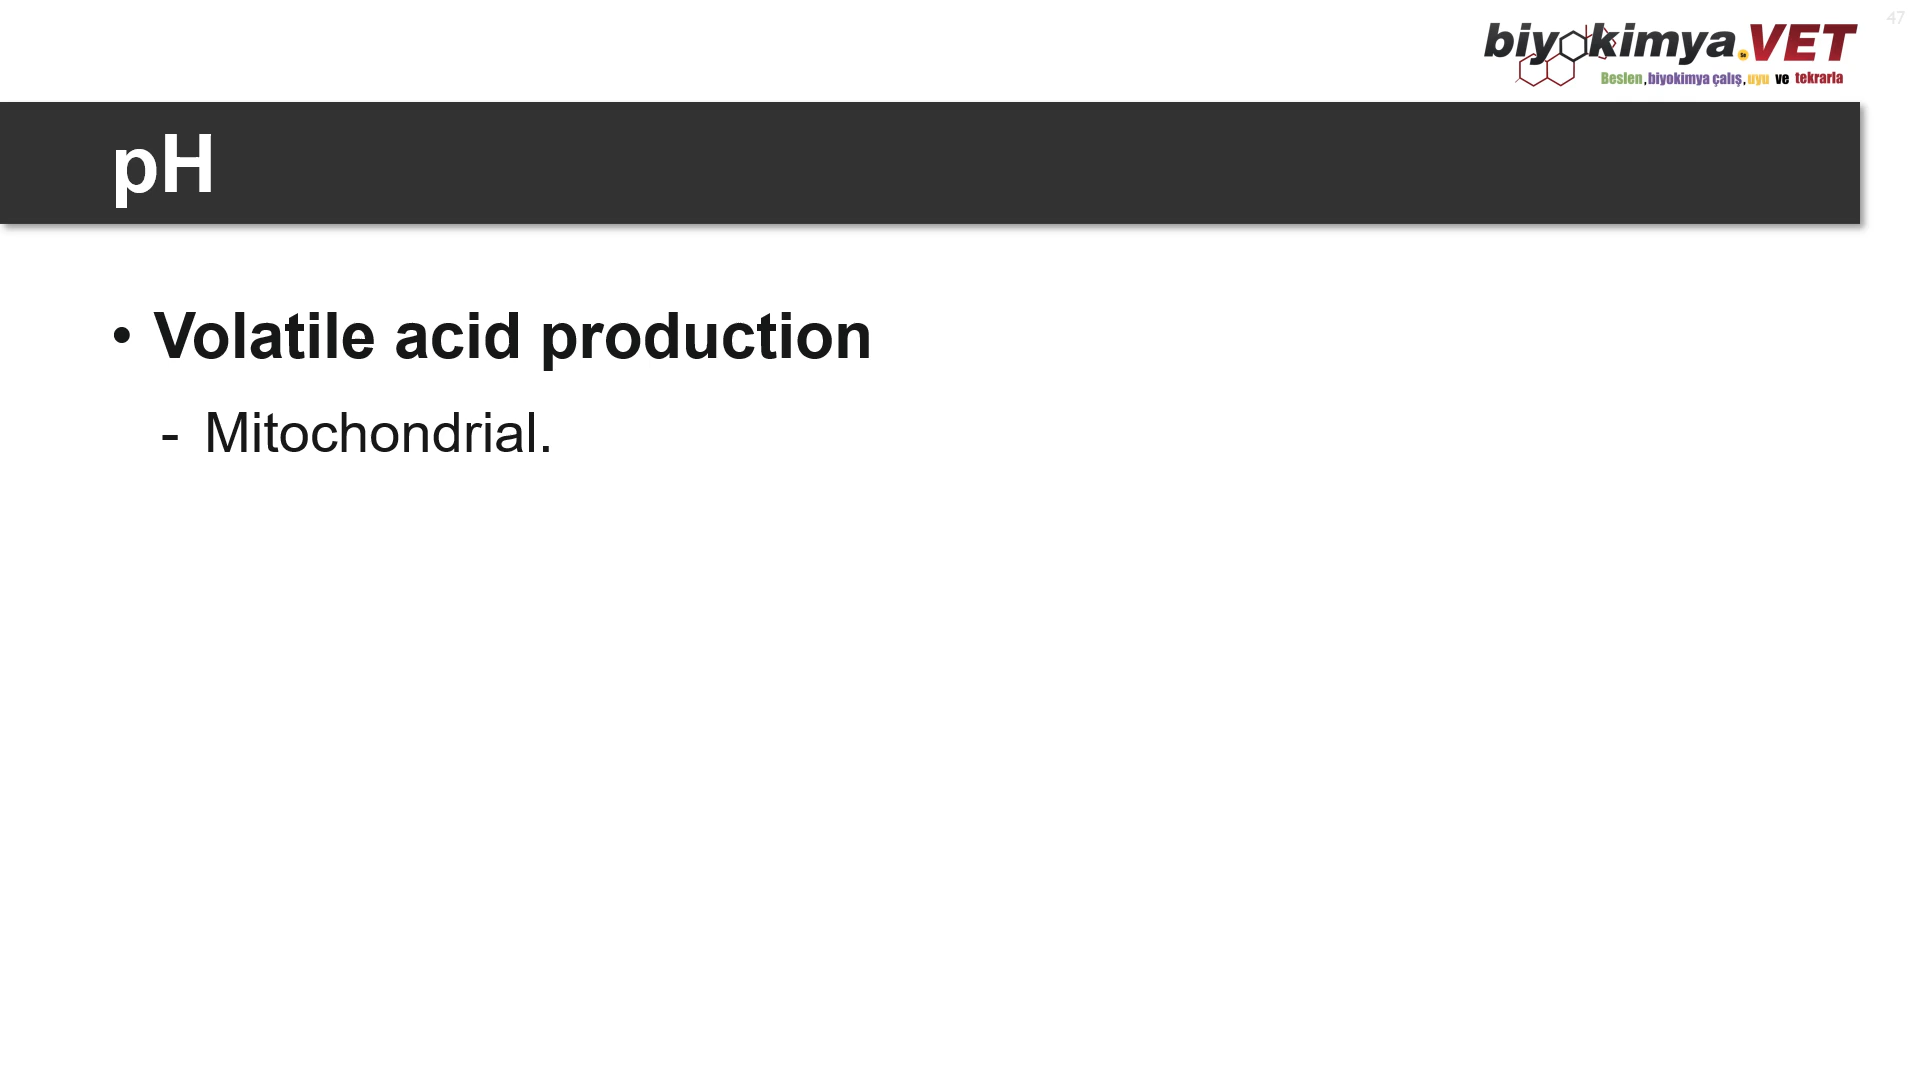 47
biyokimya.VET
Beslen, biyokimya çalış, uyu ve tekrarla
pH
• Volatile acid production
- Mitochondrial.